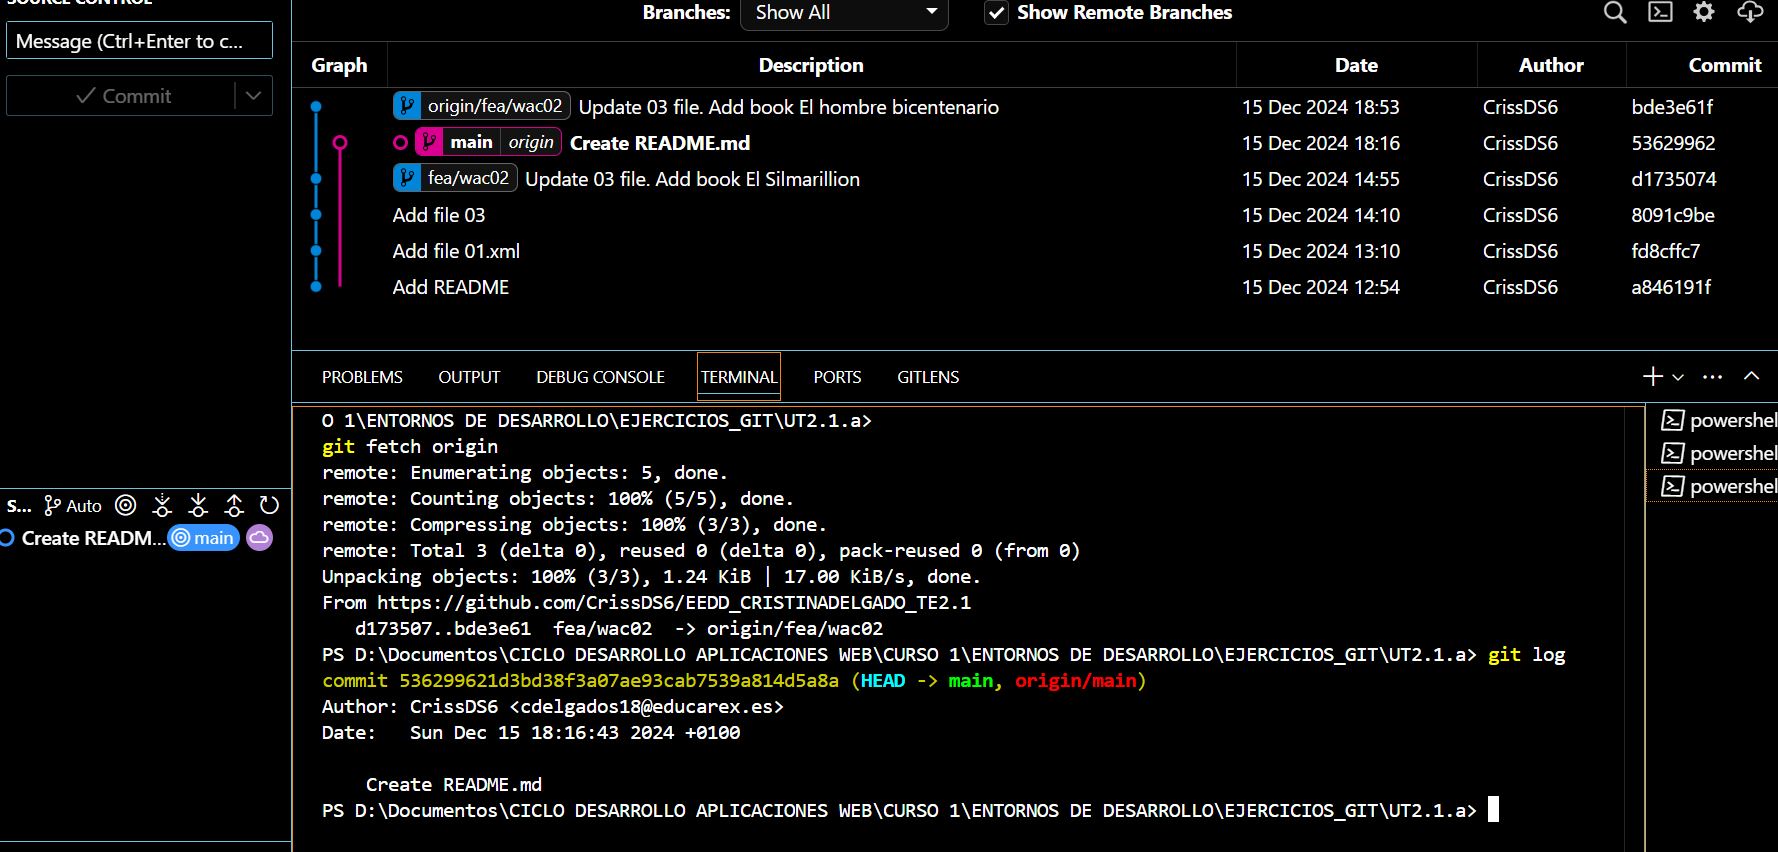 SOURCE CONTROL
Message (Ctrl+Enter to c...
Commit
Branches: Show All Show Remote Branches
Graph Description Date Author Commit
origin/fea/wac02 Update 03 file. Add book El hombre bicentenario 15 Dec 2024 18:53 CrissDS6 bde3e61f
main origin Create README.md 15 Dec 2024 18:16 CrissDS6 53629962
fea/wac02 Update 03 file. Add book El Silmarillion 15 Dec 2024 14:55 CrissDS6 d1735074
Add file 03 15 Dec 2024 14:10 CrissDS6 8091c9be
Add file 01.xml 15 Dec 2024 13:10 CrissDS6 fd8cffc7
Add README 15 Dec 2024 12:54 CrissDS6 a846191f
PROBLEMS OUTPUT DEBUG CONSOLE TERMINAL PORTS GITLENS
S... Auto
Create READM... main
O 1\ENTORNOS DE DESARROLLO\EJERCICIOS_GIT\UT2.1.a>
git fetch origin
remote: Enumerating objects: 5, done.
remote: Counting objects: 100% (5/5), done.
remote: Compressing objects: 100% (3/3), done.
remote: Total 3 (delta 0), reused 0 (delta 0), pack-reused 0 (from 0)
Unpacking objects: 100% (3/3), 1.24 KiB | 17.00 KiB/s, done.
From https://github.com/CrissDS6/EEDD_CRISTINADELGADO_TE2.1
d173507..bde3e61 fea/wac02 -> origin/fea/wac02
PS D:\Documentos\CICLO DESARROLLO APLICACIONES WEB\CURSO 1\ENTORNOS DE DESARROLLO\EJERCICIOS_GIT\UT2.1.a> git log
commit 536299621d3bd38f3a07ae93cab7539a814d5a8a (HEAD -> main, origin/main)
Author: CrissDS6 <cdelgados18@educarex.es>
Date: Sun Dec 15 18:16:43 2024 +0100
Create README.md
PS D:\Documentos\CICLO DESARROLLO APLICACIONES WEB\CURSO 1\ENTORNOS DE DESARROLLO\EJERCICIOS_GIT\UT2.1.a>
powershel
powershel
powershel